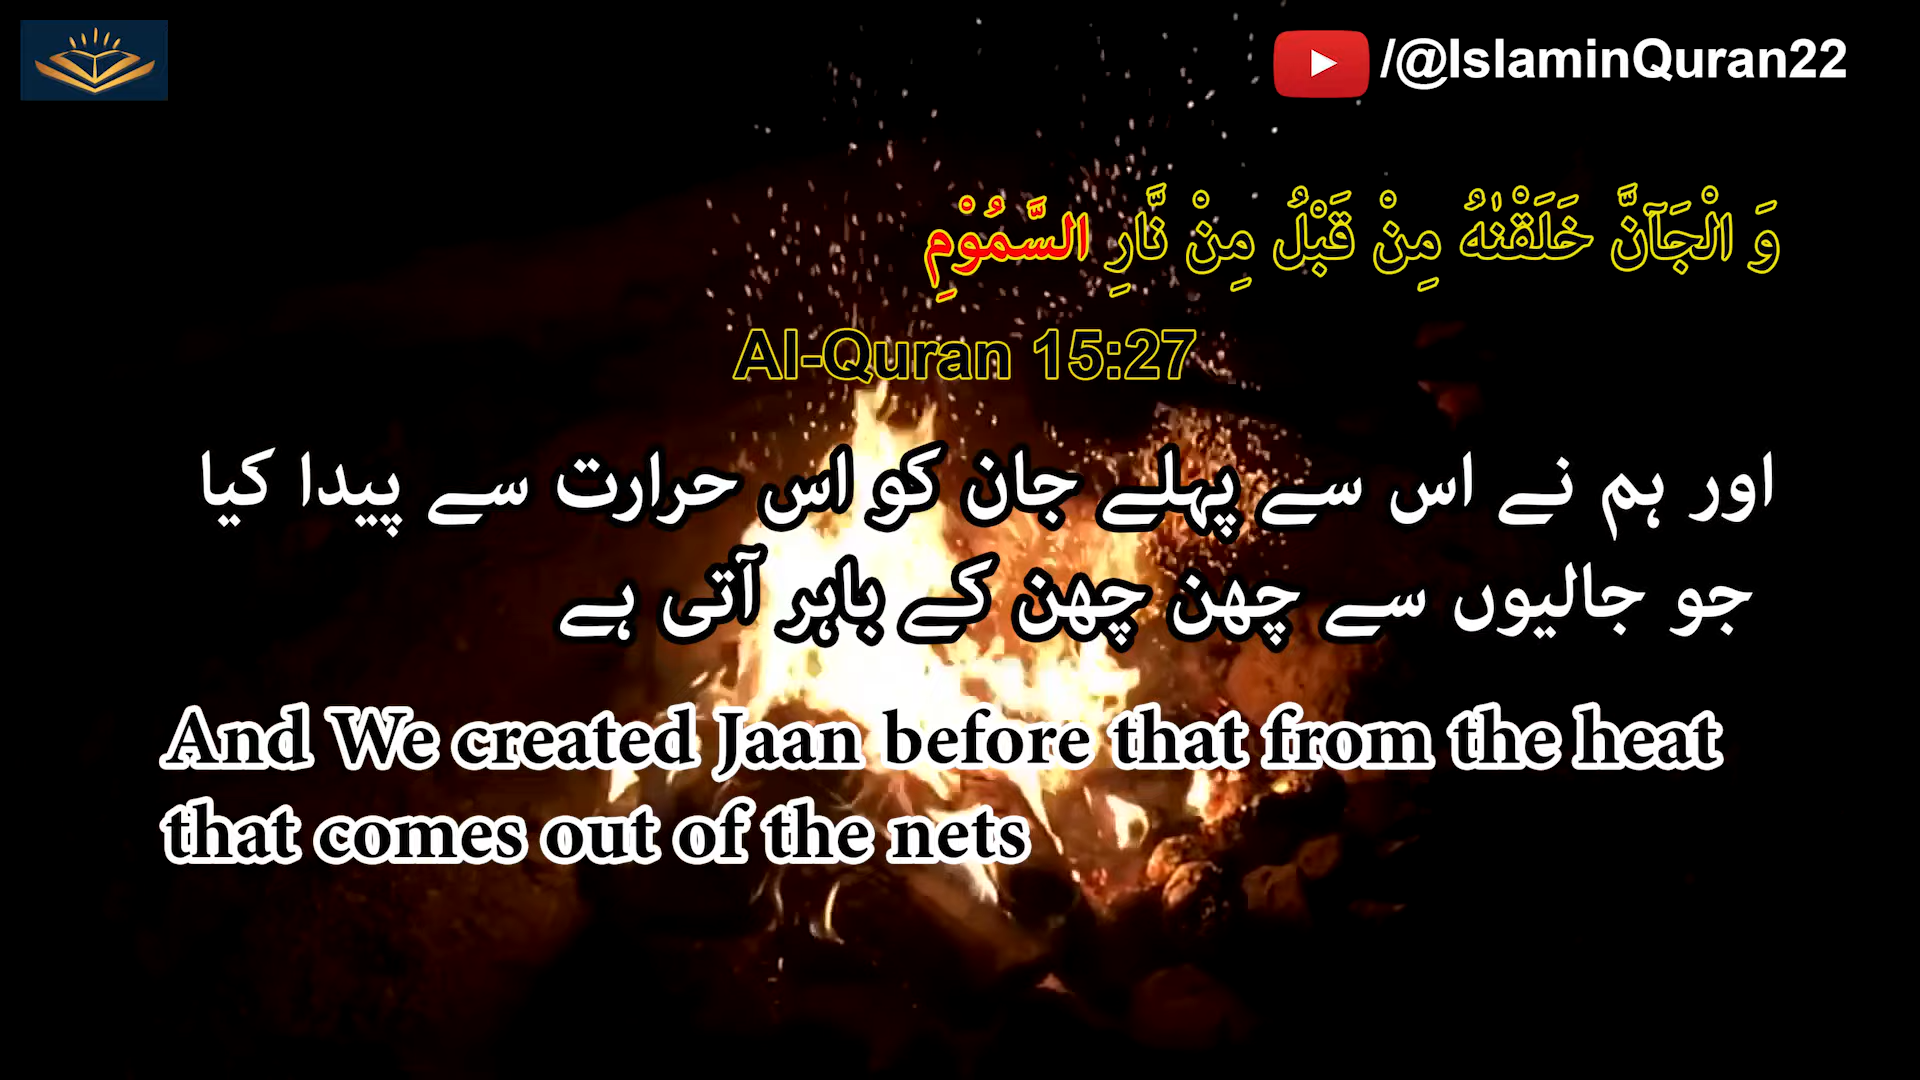 /@IslaminQuran22
وَ الْجَآنَّ خَلَقْنٰهُ مِنْ قَبْلُ مِنْ نَّارِ السَّمُوْمِ
Al-Quran 15:27
اور ہم نے اس سے پہلے جان کو اس حرارت سے پیدا کیا
جو جالیوں سے چھن چھن کے باہر آتی ہے
And We created Jaan before that from the heat
that comes out of the nets